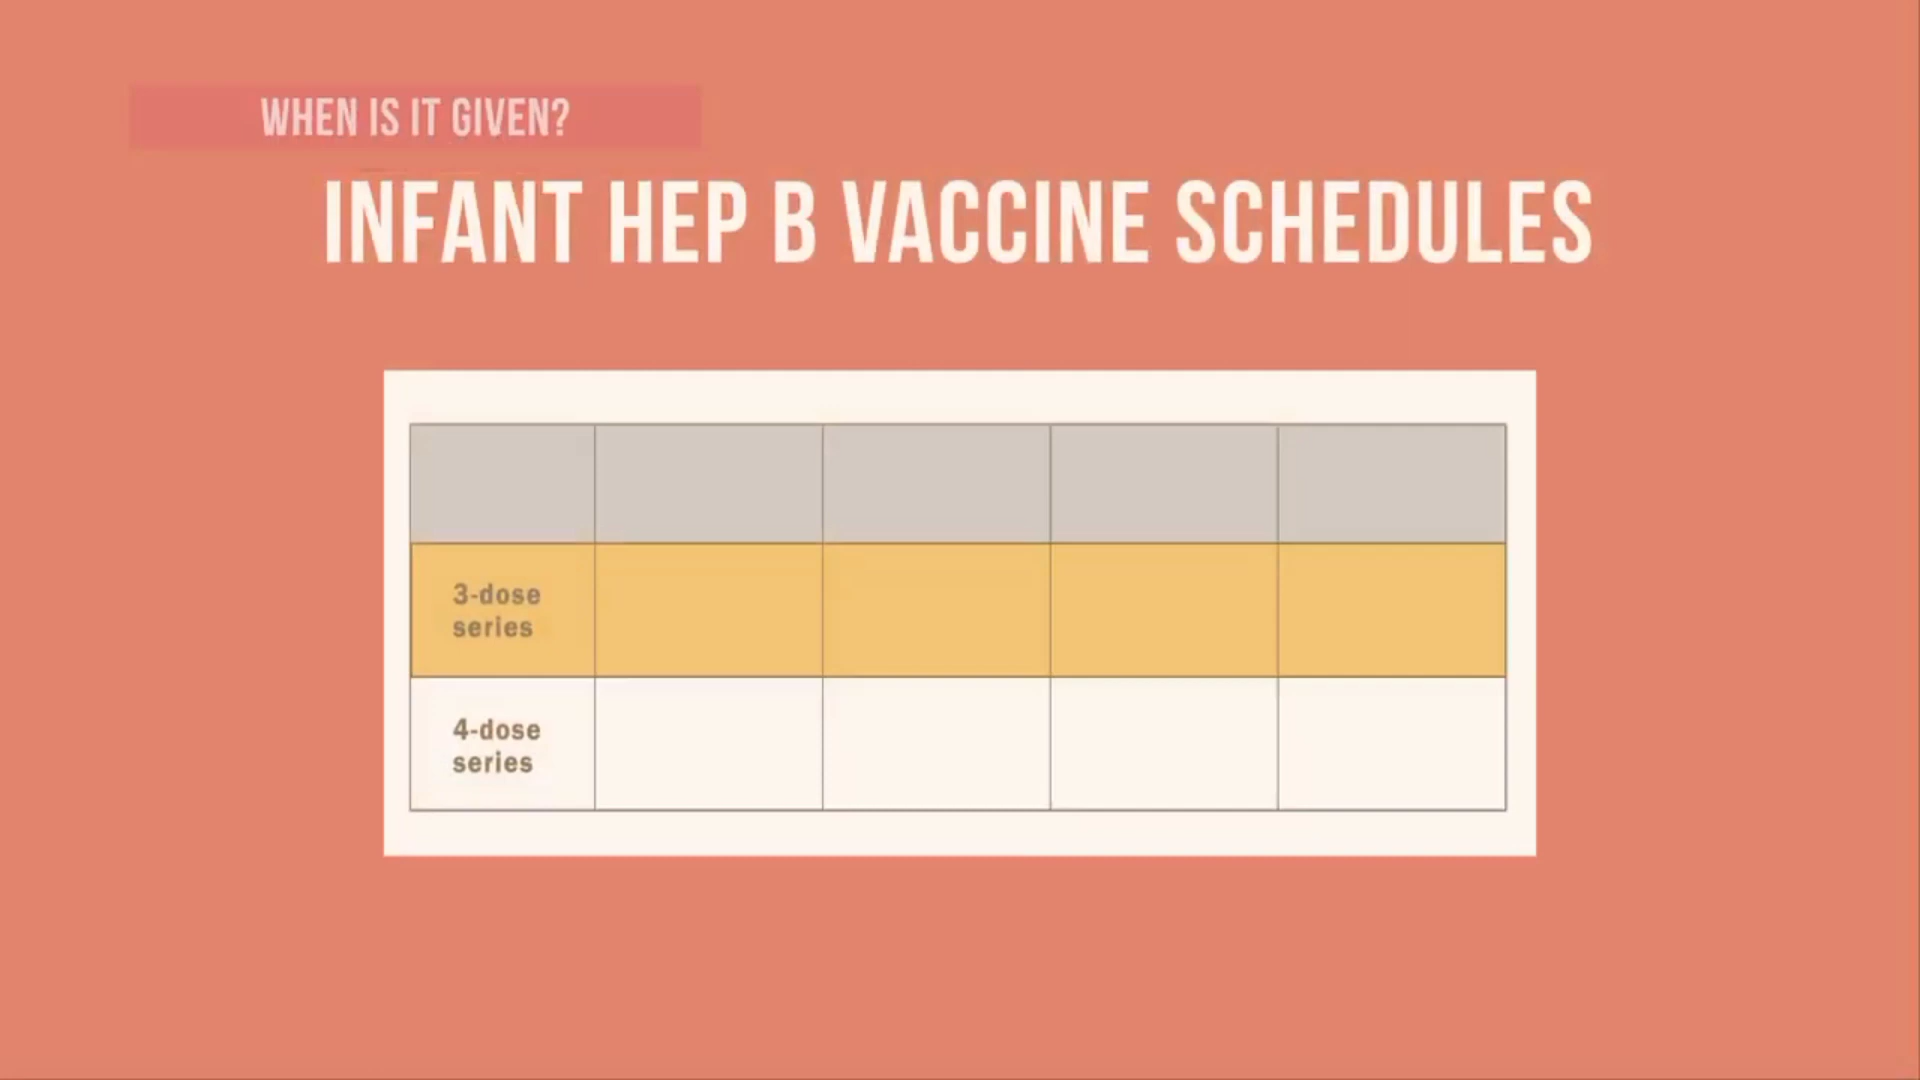 WHEN IS IT GIVEN?
INFANT HEP B VACCINE SCHEDULES
3-dose
series
4-dose
series